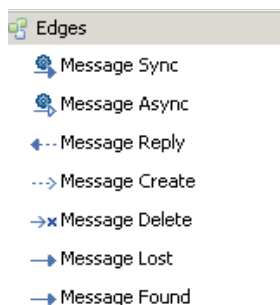 Edges
Message Sync
Message Async
Message Reply
Message Create
Message Delete
Message Lost
Message Found